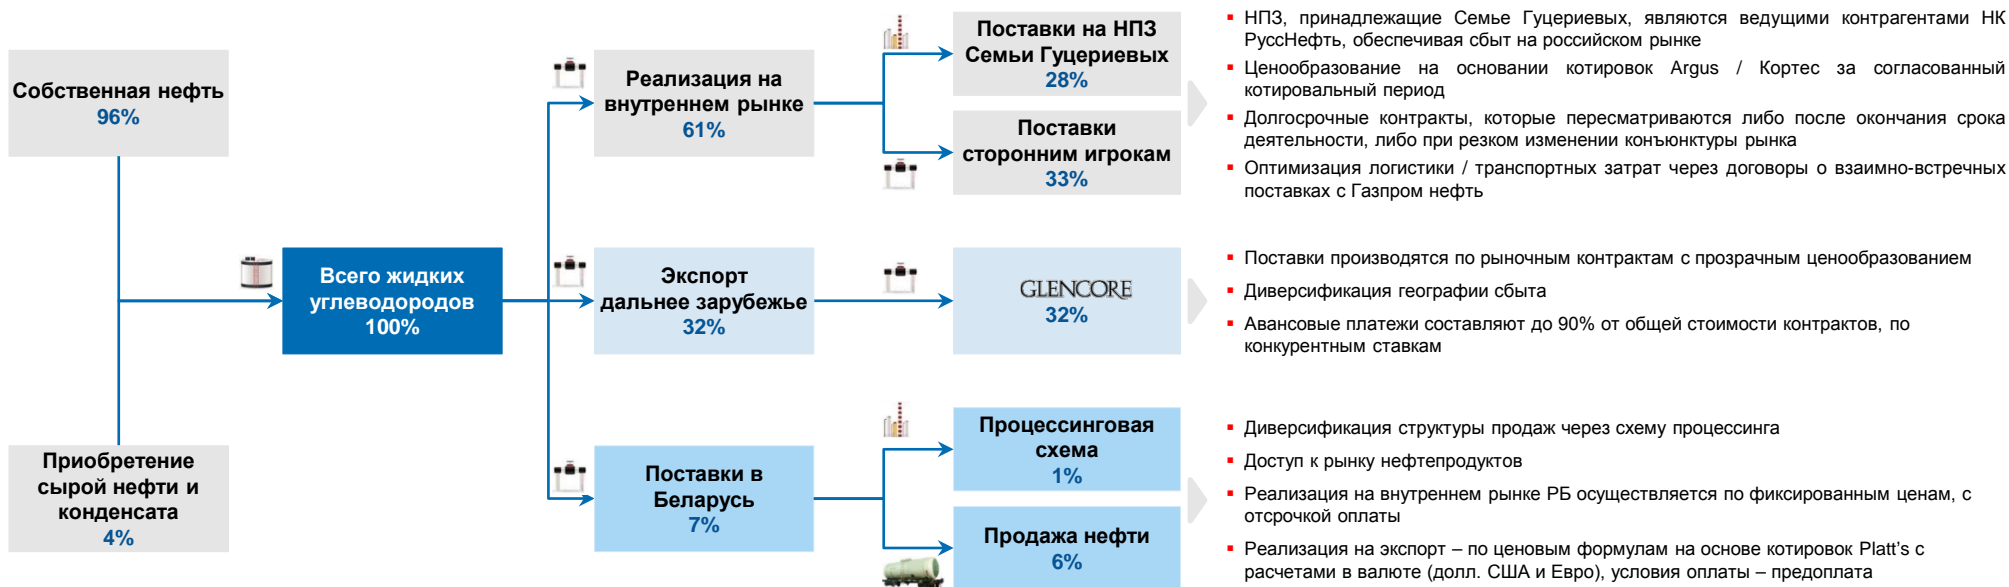 Собственная нефть
96%
Приобретение
сырой нефти и
конденсата
4%
Всего жидких
углеводородов
100%
Реализация на
внутреннем рынке
61%
Экспорт
дальнее зарубежье
32%
Поставки в
Беларусь
7%
Поставки на НПЗ
Семьи Гуцериевых
28%
Поставки
сторонним игрокам
33%
GLENCORE
32%
Процессинговая
схема
1%
Продажа нефти
6%
▪ НПЗ, принадлежащие Семье Гуцериевых, являются ведущими контрагентами НК
РуссНефть, обеспечивая сбыт на российском рынке
▪ Ценообразование на основании котировок Argus / Кортес за согласованный
котировальный период
▪ Долгосрочные контракты, которые пересматриваются либо после окончания срока
деятельности, либо при резком изменении конъюнктуры рынка
▪ Оптимизация логистики / транспортных затрат через договоры о взаимно-встречных
поставках с Газпром нефть
▪ Поставки производятся по рыночным контрактам с прозрачным ценообразованием
▪ Диверсификация географии сбыта
▪ Авансовые платежи составляют до 90% от общей стоимости контрактов, по
конкурентным ставкам
▪ Диверсификация структуры продаж через схему процессинга
▪ Доступ к рынку нефтепродуктов
▪ Реализация на внутреннем рынке РБ осуществляется по фиксированным ценам, с
отсрочкой оплаты
▪ Реализация на экспорт – по ценовым формулам на основе котировок Platt’s с
расчетами в валюте (долл. США и Евро), условия оплаты – предоплата